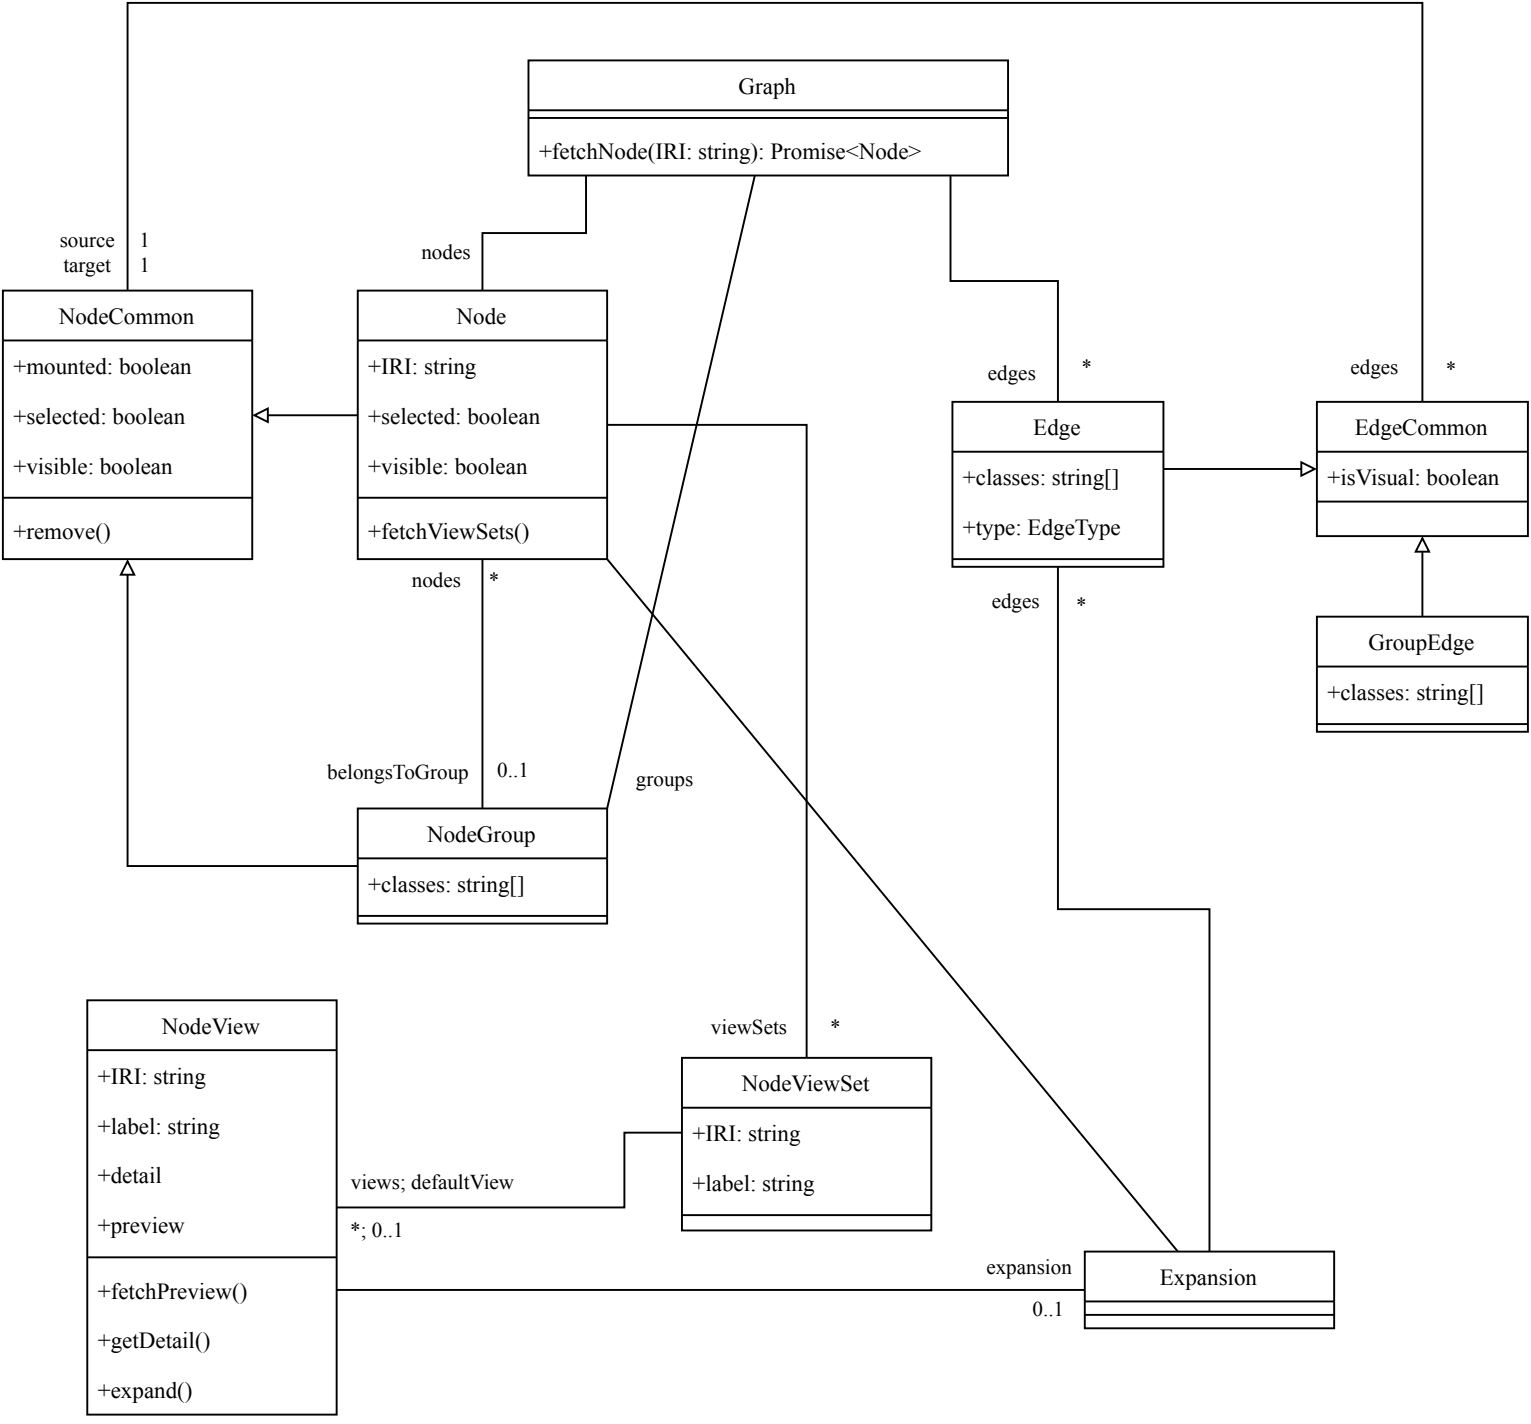 Graph
+fetchNode(IRI: string): Promise<Node>
source 1
target 1
nodes
NodeCommon
+mounted: boolean
+selected: boolean
+visible: boolean
+remove()
Node
+IRI: string
+selected: boolean
+visible: boolean
+fetchViewSets()
edges *
Edge
+classes: string[]
+type: EdgeType
edges *
EdgeCommon
+isVisual: boolean
nodes *
edges *
GroupEdge
+classes: string[]
belongsToGroup 0..1
groups
NodeGroup
+classes: string[]
NodeView
+IRI: string
+label: string
+detail
+preview
+fetchPreview()
+getDetail()
+expand()
viewSets *
NodeViewSet
+IRI: string
+label: string
views; defaultView
*; 0..1
expansion
0..1
Expansion